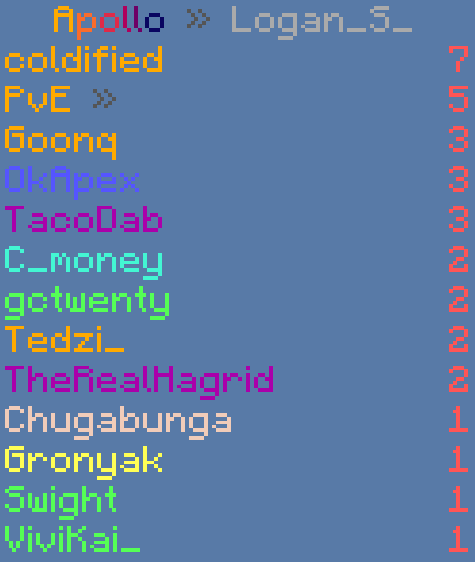 Apollo » Logan_S_
coldified 7
PvE » 5
Goonq 3
OkApex 3
TacoDab 3
C_money 2
gctwenty 2
Tedzi_ 2
TheRealHagrid 2
Chugabunga 1
Gronyak 1
Swight 1
ViviKai_ 1